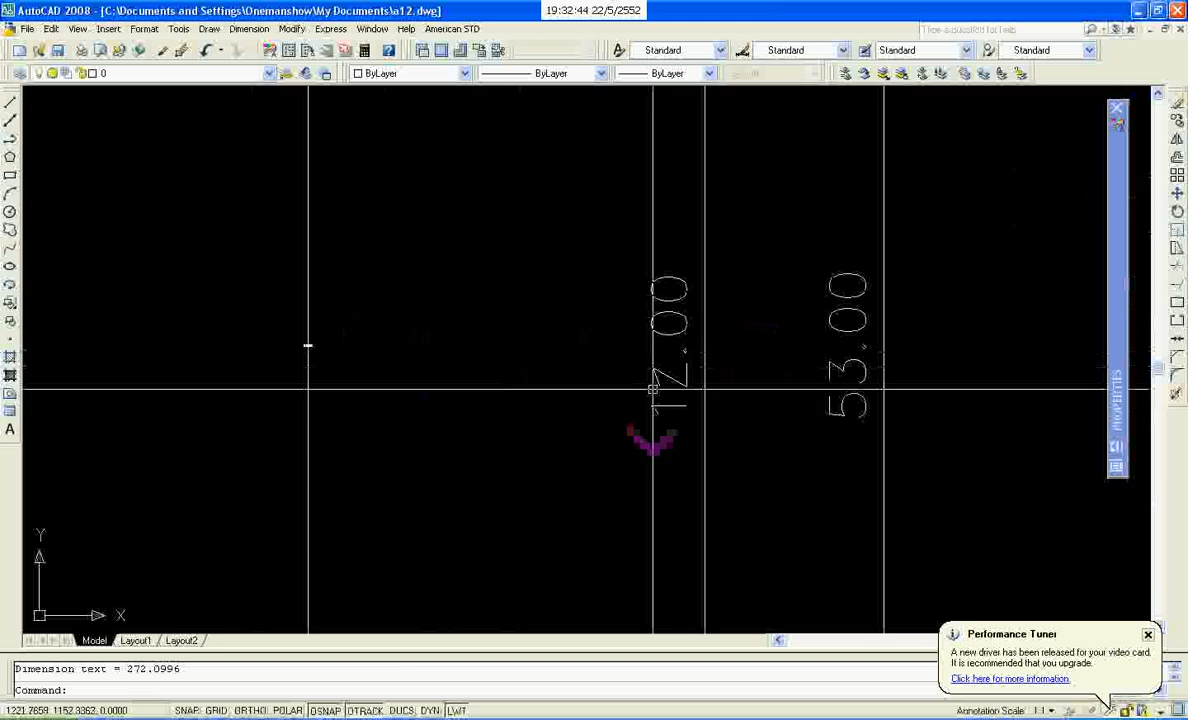 AutoCAD 2008 - [C:\Documents and Settings\Onemanshow\My Documents\a12.dwg]
19:32:44 22/5/2552
File Edit View Insert Format Tools Draw Dimension Modify Express Window Help American STD
Standard Standard Standard Standard
0 ByLayer ByLayer ByLayer
PROPERTIES
12.00
53.00
Y
X
A
Model Layout1 Layout2
Performance Tuner
A new driver has been released for your video card.
It is recommended that you upgrade.
Click here for more information.
Dimension text = 272.0996
Command:
1221.7659, 1152.3362, 0.0000 SNAP GRID ORTHO POLAR OSNAP OTRACK DUCS DYN LWT Annotation Scale: 1:1